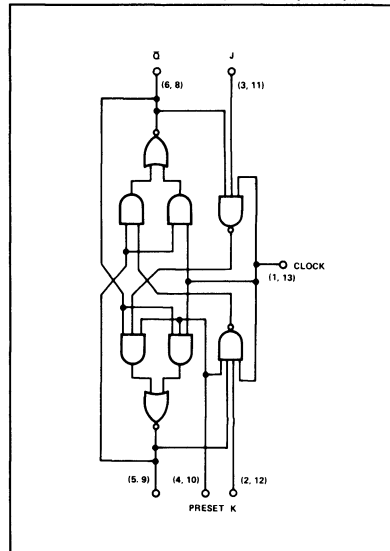 Q̄ J
(6, 8) (3, 11)
CLOCK
(1, 13)
(5. 9) (4, 10) (2, 12)
PRESET K